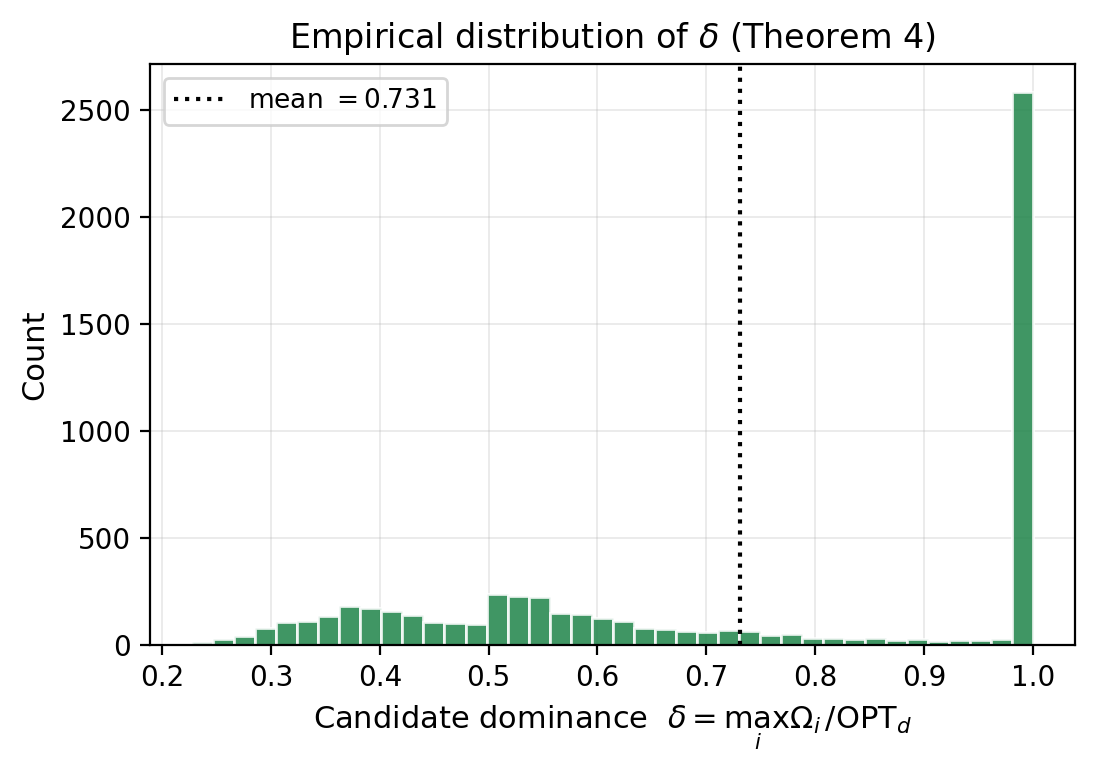 Empirical distribution of δ (Theorem 4)
mean = 0.731
2500
2000
1500
1000
500
0
Count
0.2 0.3 0.4 0.5 0.6 0.7 0.8 0.9 1.0
Candidate dominance δ = max Ω_i/OPT_d
i